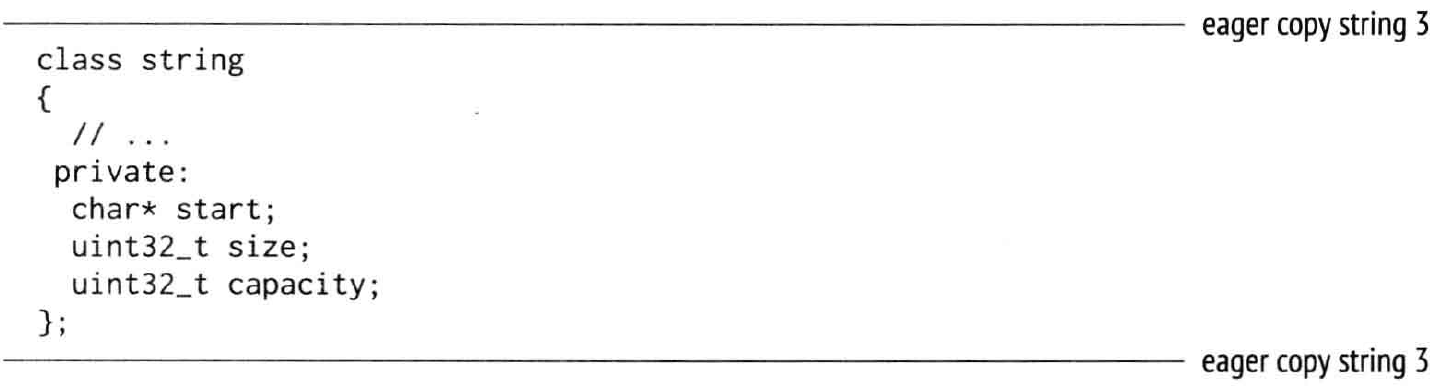 eager copy string 3
class string
{
  // ...
 private:
  char* start;
  uint32_t size;
  uint32_t capacity;
};
eager copy string 3